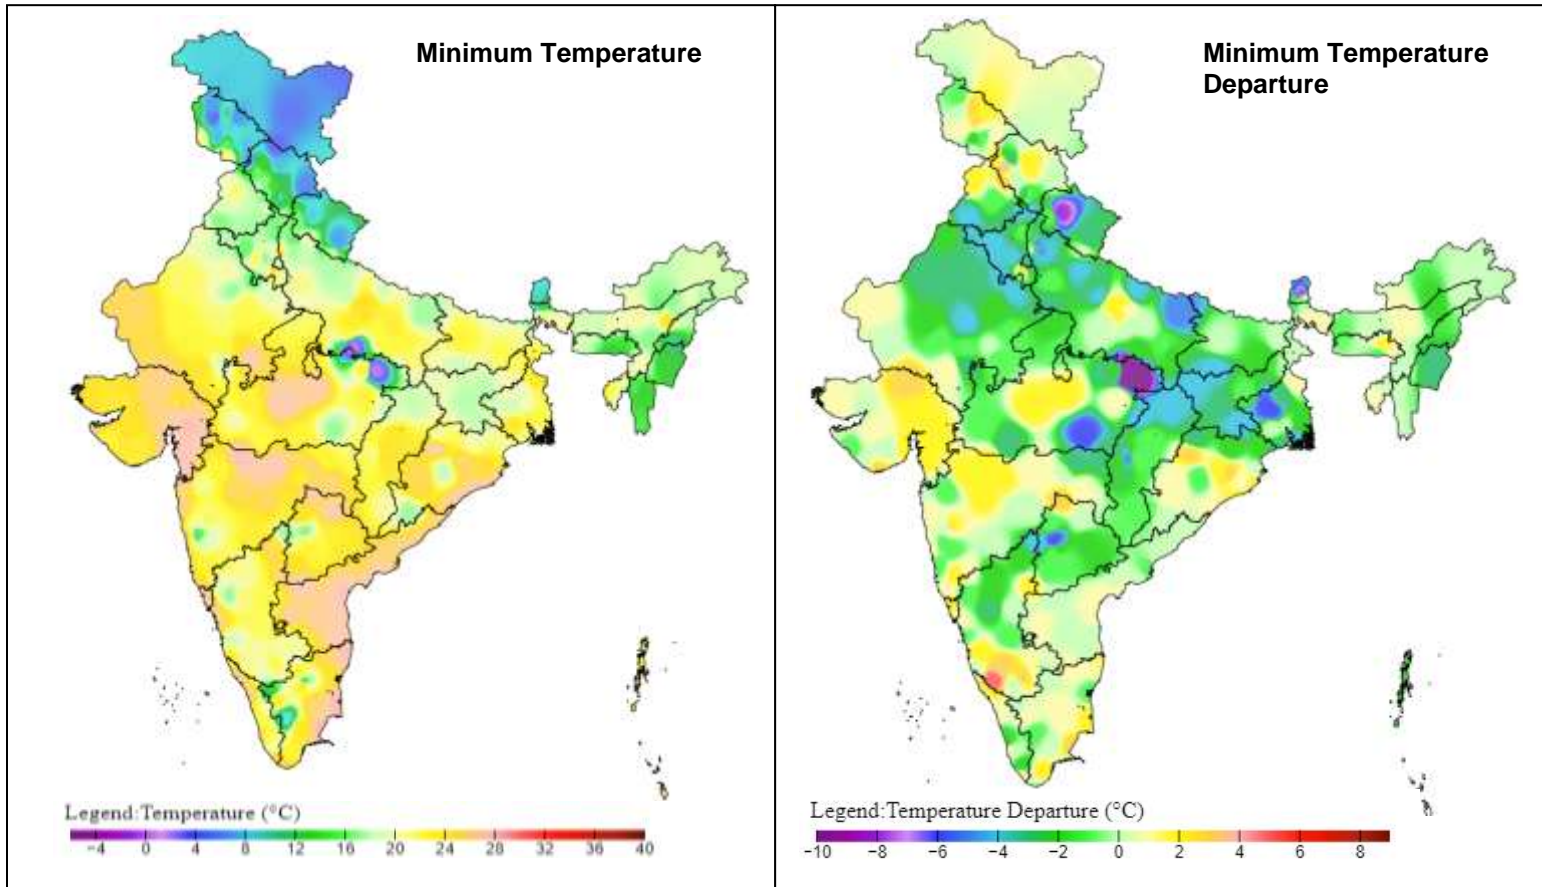 Minimum Temperature
Legend:Temperature (°C)
−4 0 4 8 12 16 20 24 28 32 36 40
Minimum Temperature
Departure
Legend:Temperature Departure (°C)
−10 −8 −6 −4 −2 0 2 4 6 8